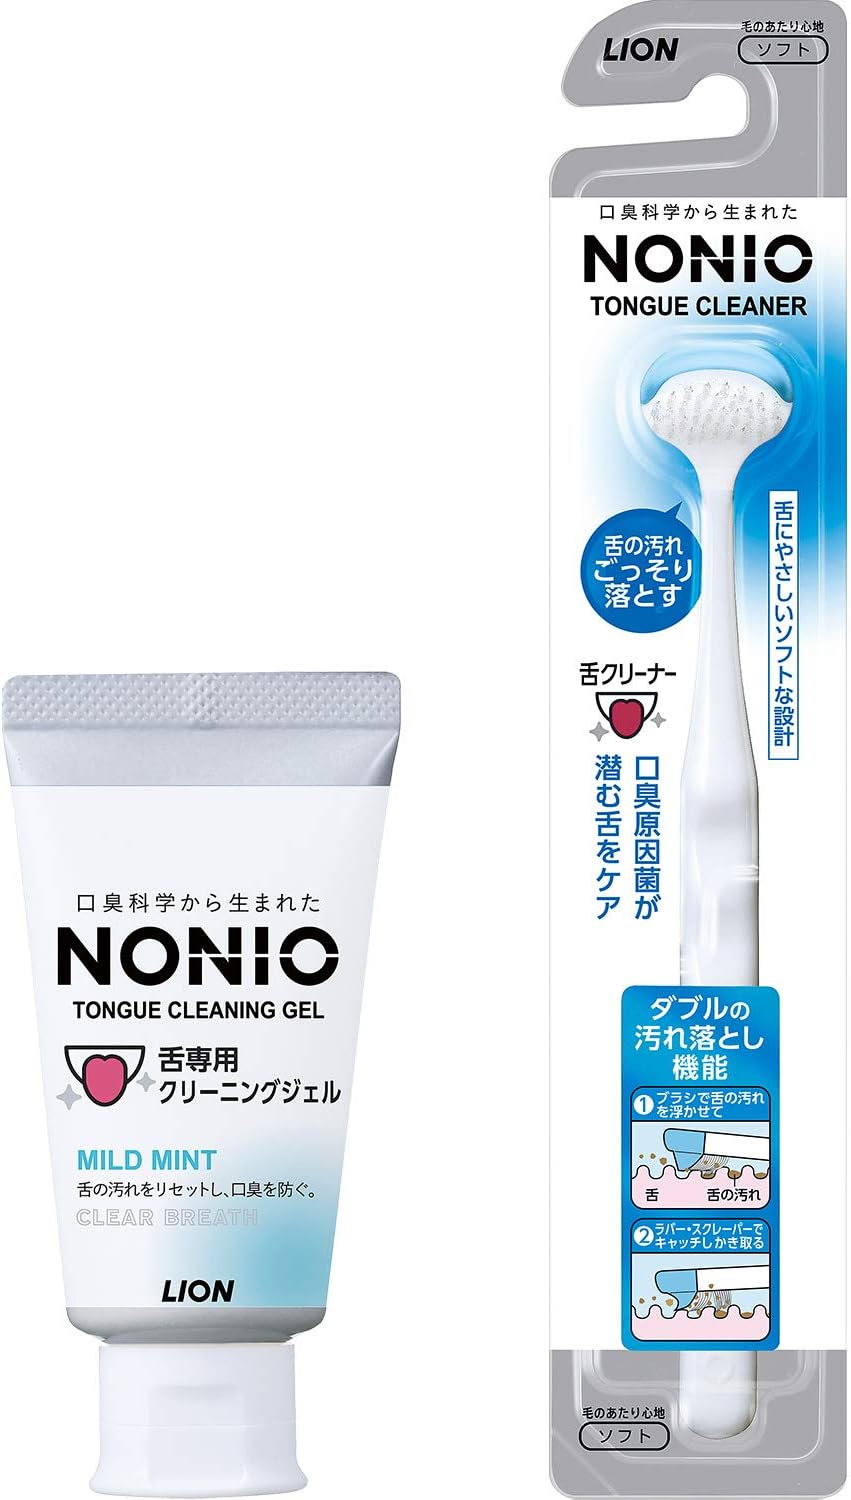 口臭科学から生まれた
NONIO
TONGUE CLEANING GEL
舌専用
クリーニングジェル
MILD MINT
舌の汚れをリセットし、口臭を防ぐ。
CLEAR BREATH
LION
LION
毛のあたり心地
ソフト
口臭科学から生まれた
NONIO
TONGUE CLEANER
舌の汚れ
ごっそり
落とす
舌にやさしいソフトな設計
舌クリーナー
口臭原因菌が
潜む舌をケア
ダブルの
汚れ落とし
機能
1 ブラシで舌の汚れ
を浮かせて
舌
舌の汚れ
2 ラバー・スクレーパーで
キャッチしかき取る
毛のあたり心地
ソフト